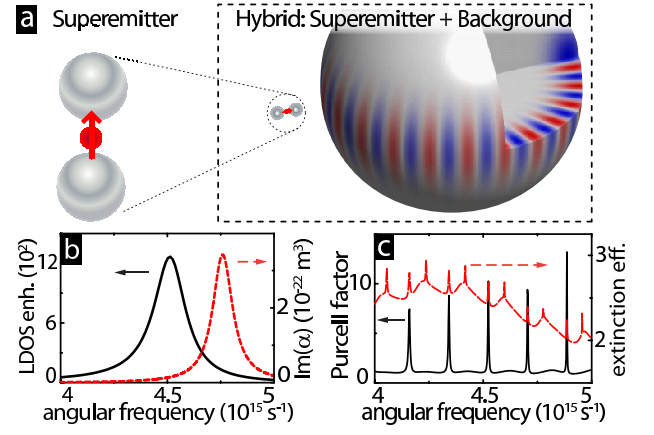 a Superemitter Hybrid: Superemitter + Background
b
LDOS enh. (10²)
12
6
0
Im(α) (10⁻²² m³)
2
0
4 4.5 5
angular frequency (10¹⁵ s⁻¹)
c
Purcell factor
10
0
extinction eff.
3
2
4 4.5 5
angular frequency (10¹⁵ s⁻¹)